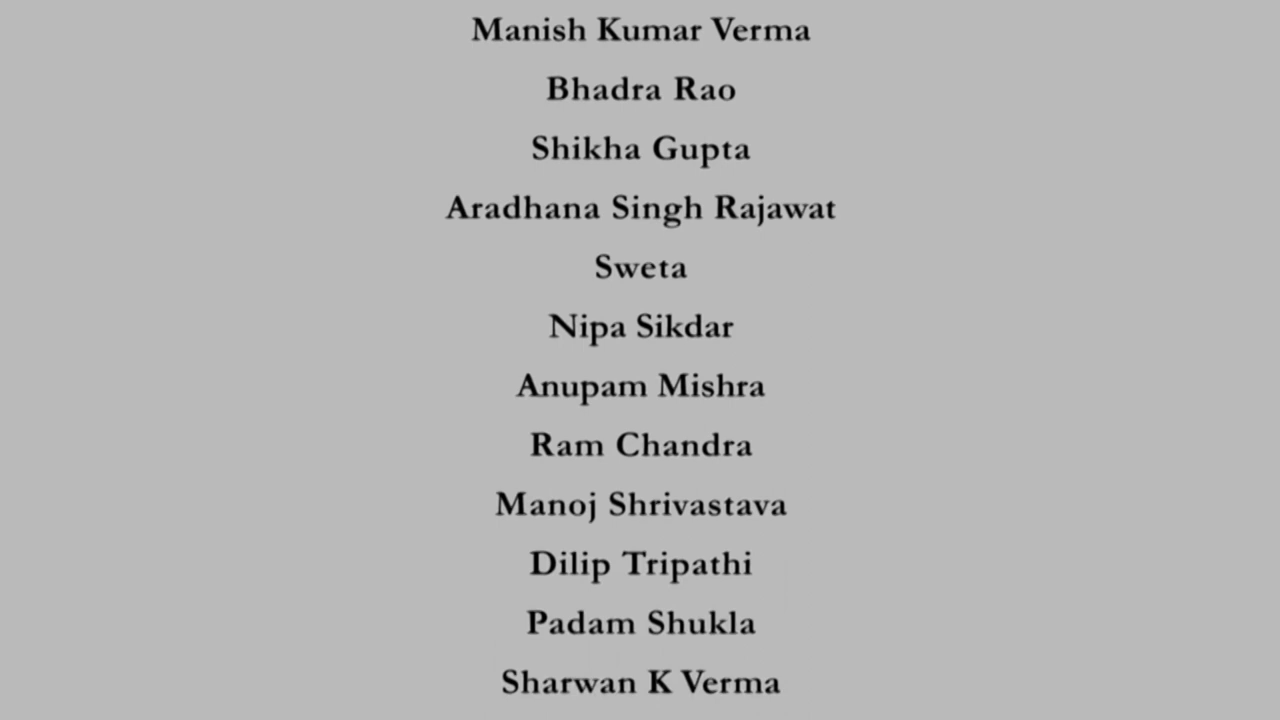 Manish Kumar Verma
Bhadra Rao
Shikha Gupta
Aradhana Singh Rajawat
Sweta
Nipa Sikdar
Anupam Mishra
Ram Chandra
Manoj Shrivastava
Dilip Tripathi
Padam Shukla
Sharwan K Verma